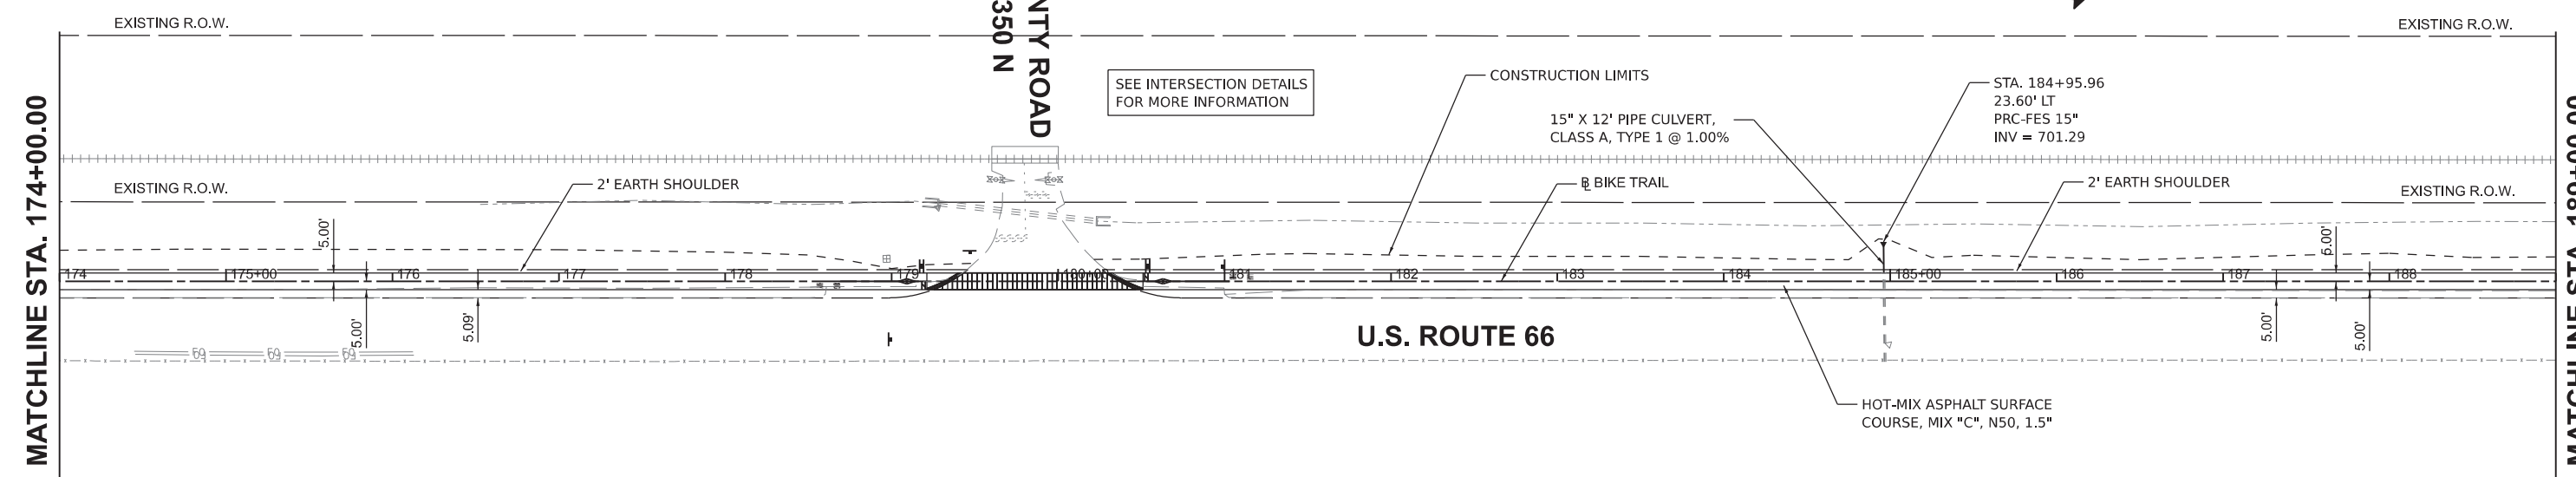 EXISTING R.O.W.
EXISTING R.O.W.
NTY ROAD
350 N
SEE INTERSECTION DETAILS
FOR MORE INFORMATION
CONSTRUCTION LIMITS
STA. 184+95.96
23.60' LT
PRC-FES 15"
INV = 701.29
15" X 12' PIPE CULVERT,
CLASS A, TYPE 1 @ 1.00%
MATCHLINE STA. 174+00.00
EXISTING R.O.W.
2' EARTH SHOULDER
BIKE TRAIL
2' EARTH SHOULDER
EXISTING R.O.W.
MATCHLINE STA. 189+00.00
5.00'
174
175+00
176
177
178
179
180+00
181
182
183
184
185+00
186
187
188
5.00'
5.09'
U.S. ROUTE 66
5.00'
5.00'
HOT-MIX ASPHALT SURFACE
COURSE, MIX "C", N50, 1.5"